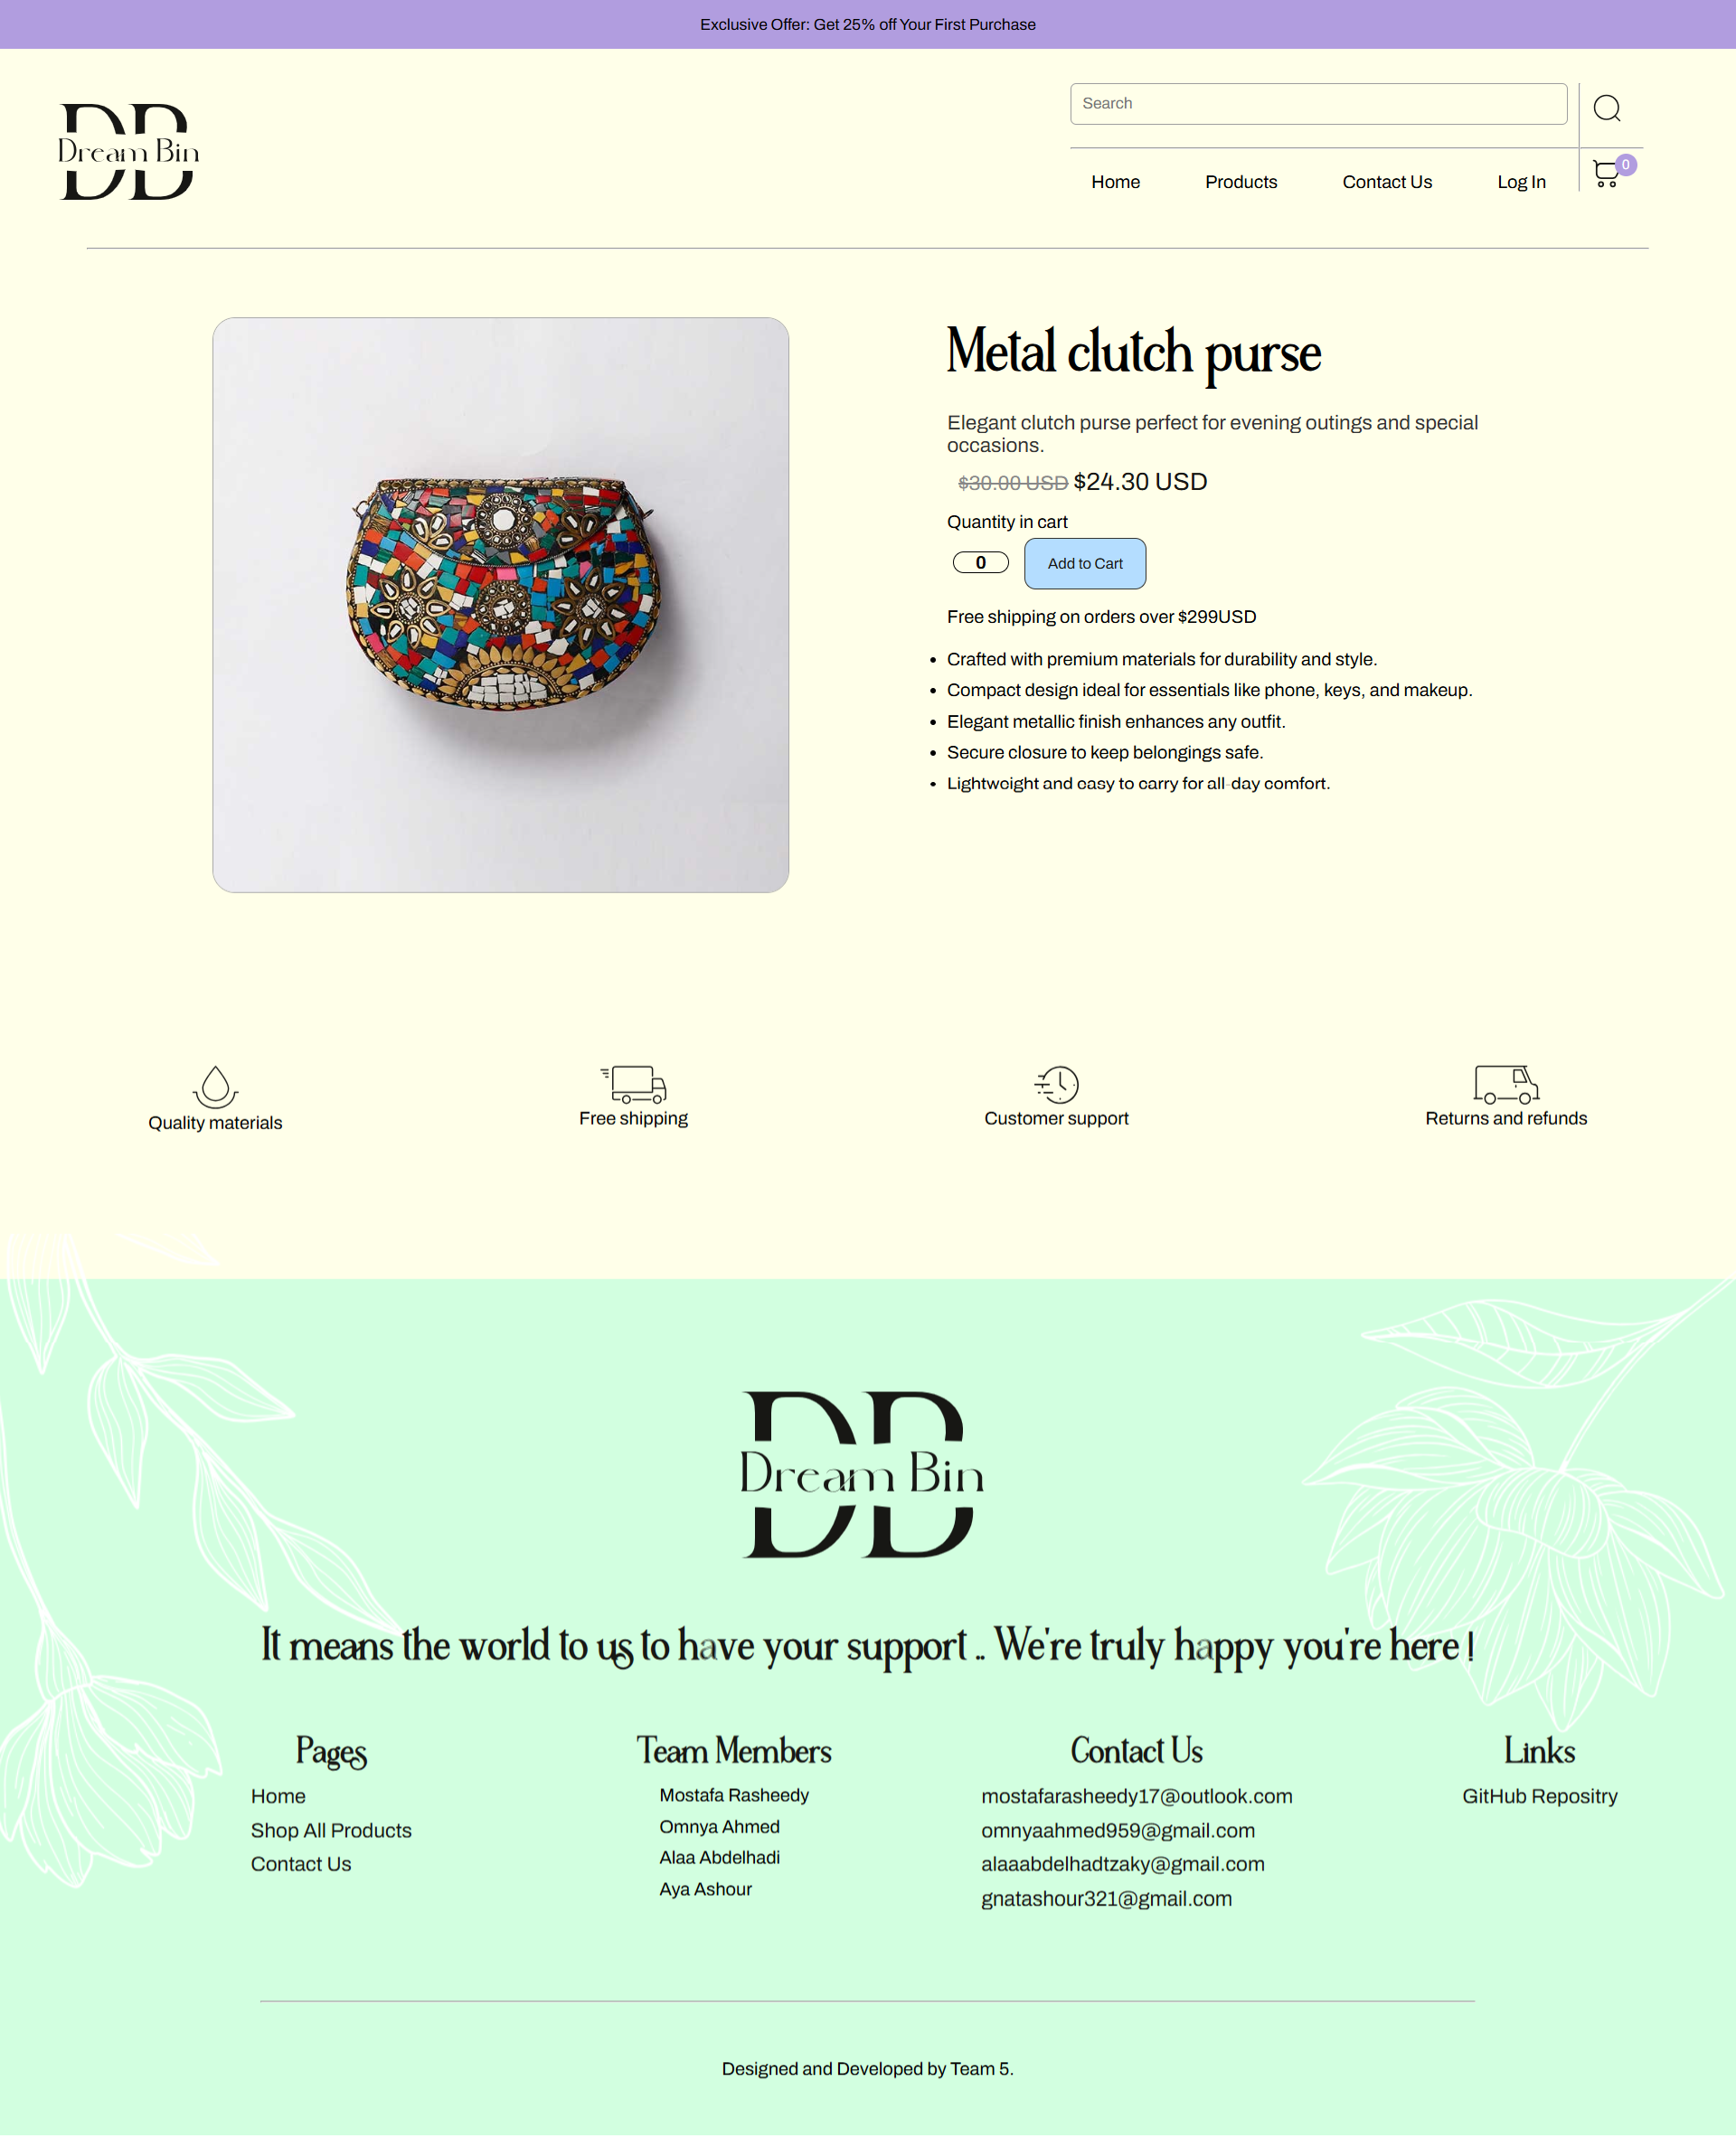 Exclusive Offer: Get 25% off Your First Purchase
DB
Dream Bin
Search
0
Home
Products
Contact Us
Log In
Metal clutch purse
Elegant clutch purse perfect for evening outings and special
occasions.
$30.00 USD $24.30 USD
Quantity in cart
0
Add to Cart
Free shipping on orders over $299USD
• Crafted with premium materials for durability and style.
• Compact design ideal for essentials like phone, keys, and makeup.
• Elegant metallic finish enhances any outfit.
• Secure closure to keep belongings safe.
• Lightweight and easy to carry for all-day comfort.
Quality materials
Free shipping
Customer support
Returns and refunds
DB
Dream Bin
It means the world to us to have your support .. We're truly happy you're here !
Pages
Home
Shop All Products
Contact Us
Team Members
Mostafa Rasheedy
Omnya Ahmed
Alaa Abdelhadi
Aya Ashour
Contact Us
mostafarasheedy17@outlook.com
omnyaahmed959@gmail.com
alaaabdelhadtzaky@gmail.com
gnatashour321@gmail.com
Links
GitHub Repositry
Designed and Developed by Team 5.